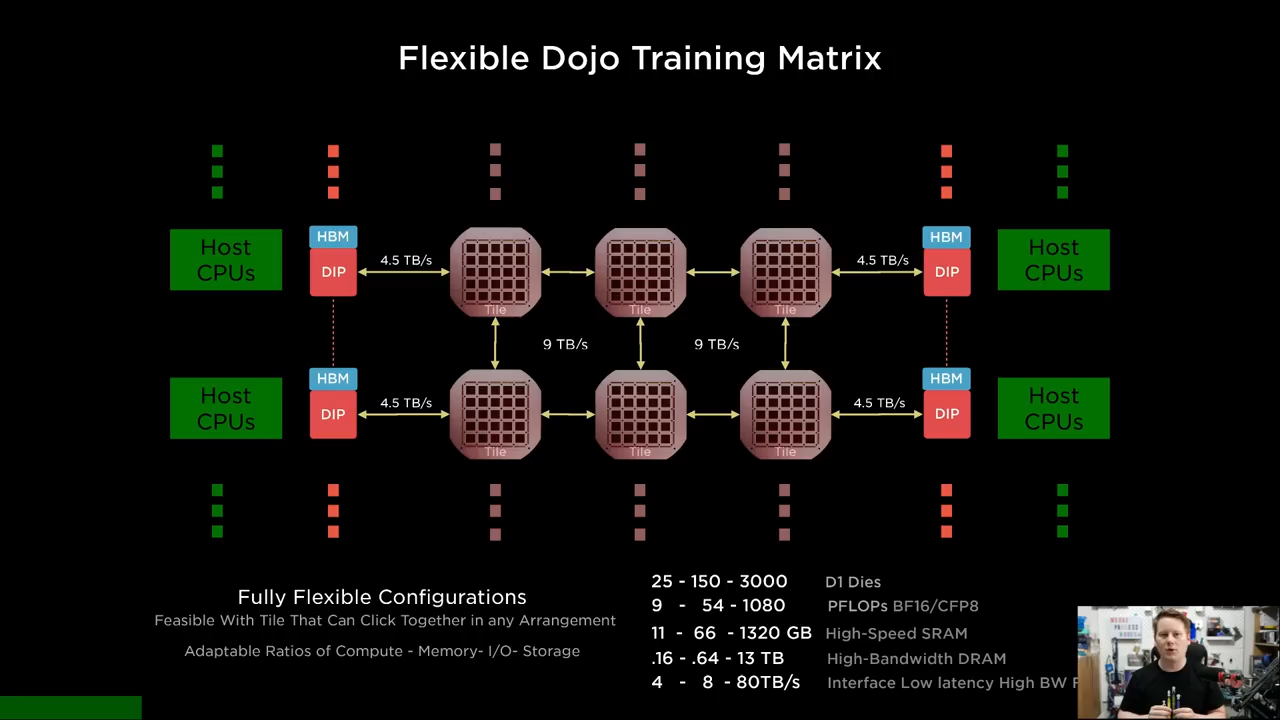 Flexible Dojo Training Matrix
Host CPUs
HBM
DIP
4.5 TB/s
4.5 TB/s
HBM
DIP
Host CPUs
Tile
Tile
Tile
9 TB/s
9 TB/s
Host CPUs
HBM
DIP
4.5 TB/s
4.5 TB/s
HBM
DIP
Host CPUs
Tile
Tile
Tile
Fully Flexible Configurations
Feasible With Tile That Can Click Together in any Arrangement
Adaptable Ratios of Compute - Memory- I/O- Storage
25 - 150 - 3000 D1 Dies
9 - 54 - 1080 PFLOPs BF16/CFP8
11 - 66 - 1320 GB High-Speed SRAM
.16 - .64 - 13 TB High-Bandwidth DRAM
4 - 8 - 80TB/s Interface Low latency High BW